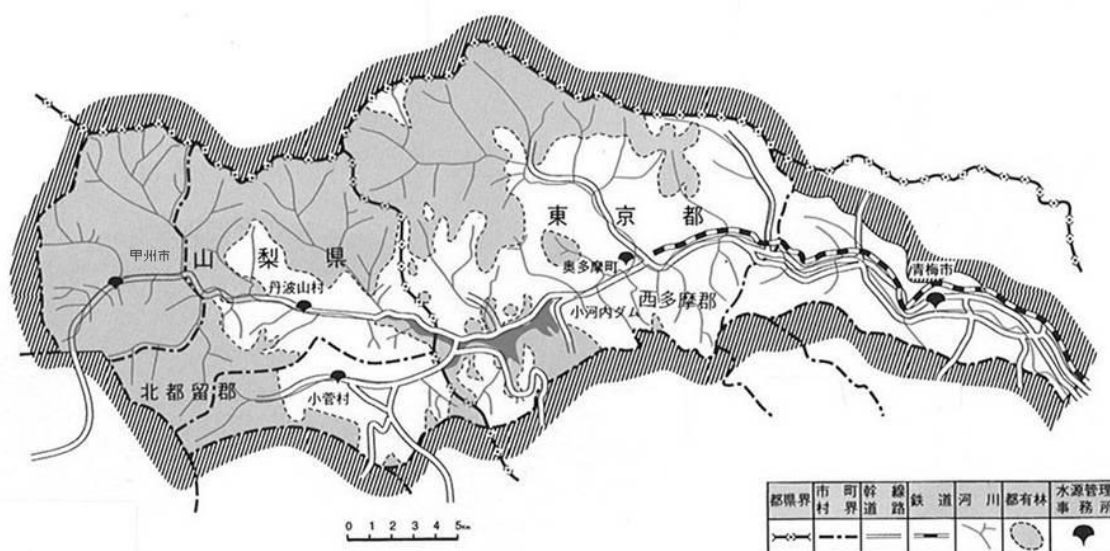 東京都
甲州市
山梨県
奥多摩町
青梅市
丹波山村
小河内ダム
西多摩郡
北都留郡
小菅村
0 1 2 3 4 5km
都県界
市町村界
幹線道路
鉄道
河川
都有林
水源管理事務所